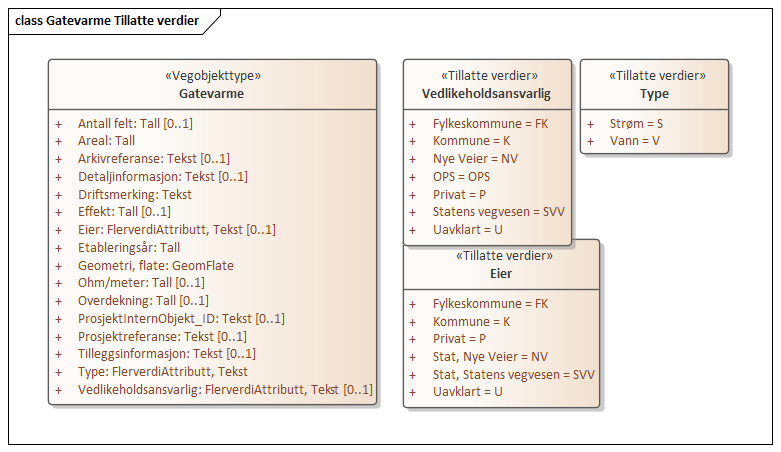 class Gatevarme Tillatte verdier
«Vegobjekttype»
Gatevarme
+ Antall felt: Tall [0..1]
+ Areal: Tall
+ Arkivreferanse: Tekst [0..1]
+ Detaljinformasjon: Tekst [0..1]
+ Driftsmerking: Tekst
+ Effekt: Tall [0..1]
+ Eier: FlerverdiAttributt, Tekst [0..1]
+ Etableringsår: Tall
+ Geometri, flate: GeomFlate
+ Ohm/meter: Tall [0..1]
+ Overdekning: Tall [0..1]
+ ProsjektInternObjekt_ID: Tekst [0..1]
+ Prosjektreferanse: Tekst [0..1]
+ Tilleggsinformasjon: Tekst [0..1]
+ Type: FlerverdiAttributt, Tekst
+ Vedlikeholdsansvarlig: FlerverdiAttributt, Tekst [0..1]
«Tillatte verdier»
Vedlikeholdsansvarlig
+ Fylkeskommune = FK
+ Kommune = K
+ Nye Veier = NV
+ OPS = OPS
+ Privat = P
+ Statens vegvesen = SVV
+ Uavklart = U
«Tillatte verdier»
Type
+ Strøm = S
+ Vann = V
«Tillatte verdier»
Eier
+ Fylkeskommune = FK
+ Kommune = K
+ Privat = P
+ Stat, Nye Veier = NV
+ Stat, Statens vegvesen = SVV
+ Uavklart = U